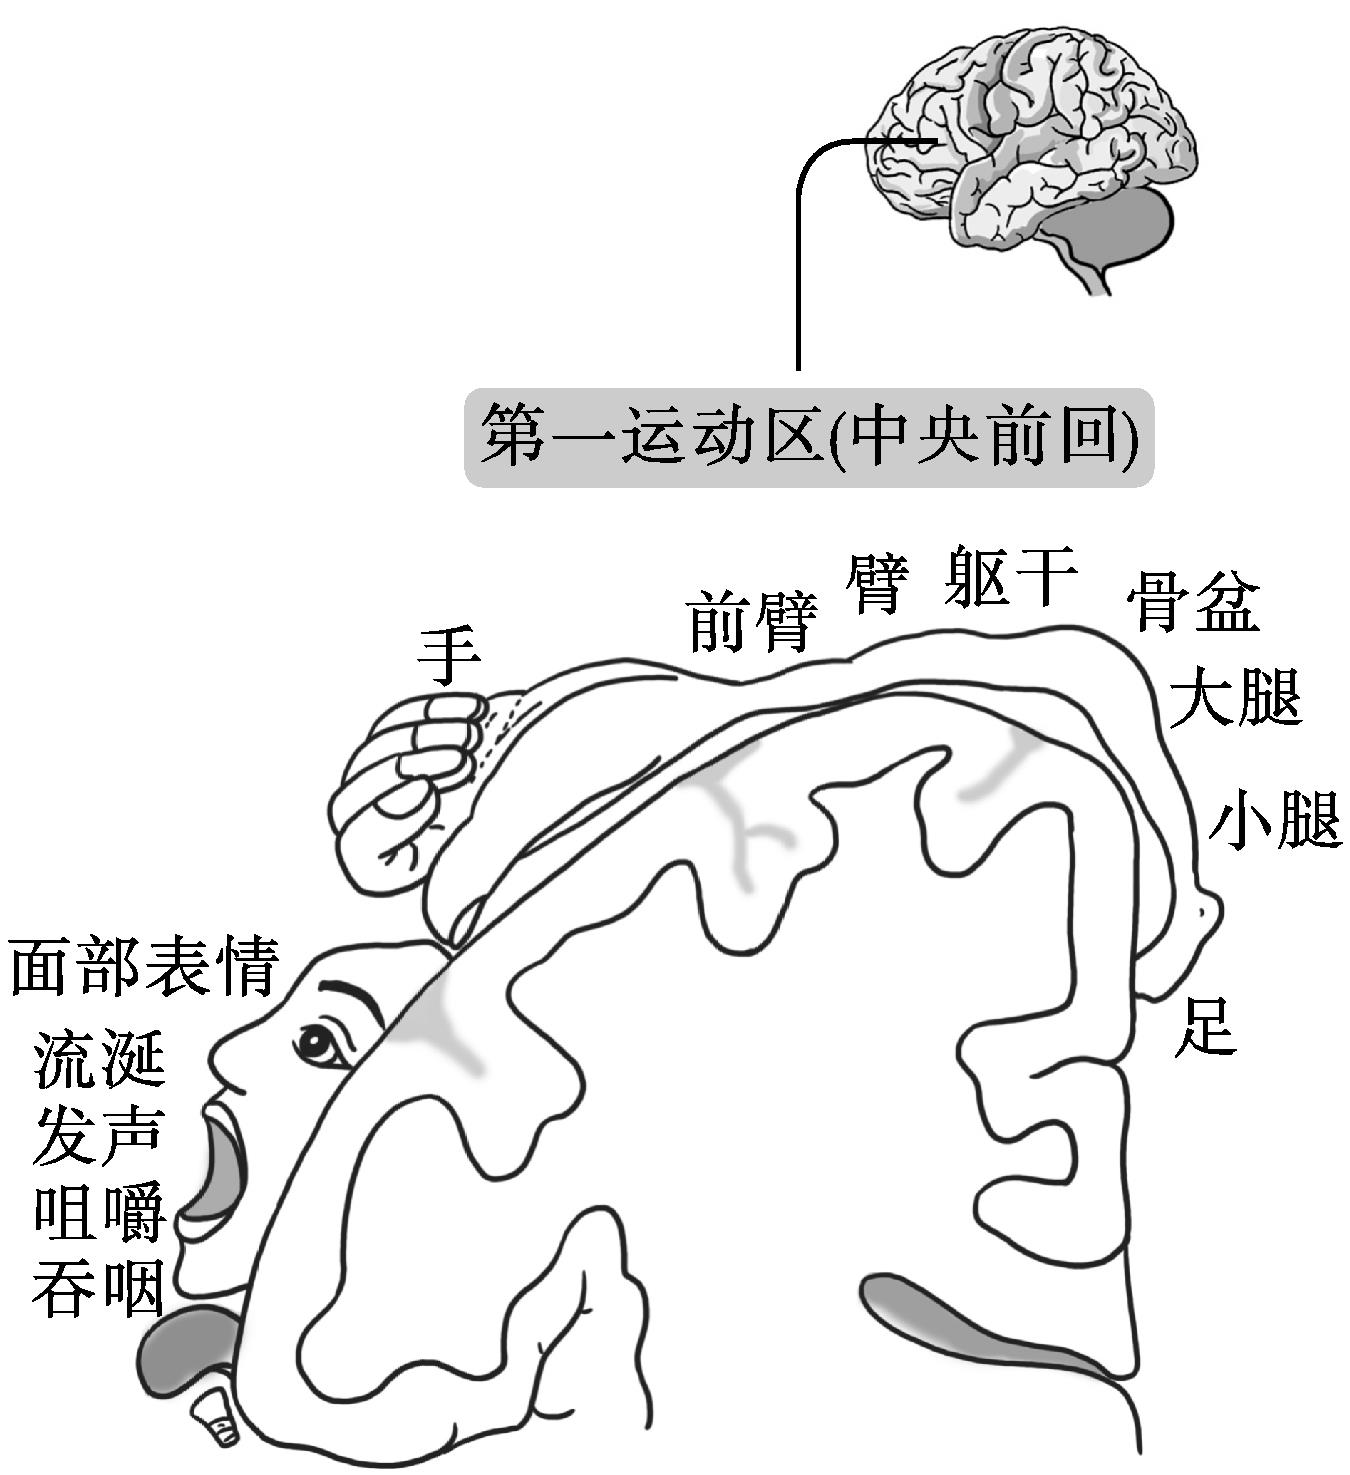 第一运动区(中央前回)
手
前臂
臂
躯干
骨盆
大腿
小腿
足
面部表情
流涎
发声
咀嚼
吞咽